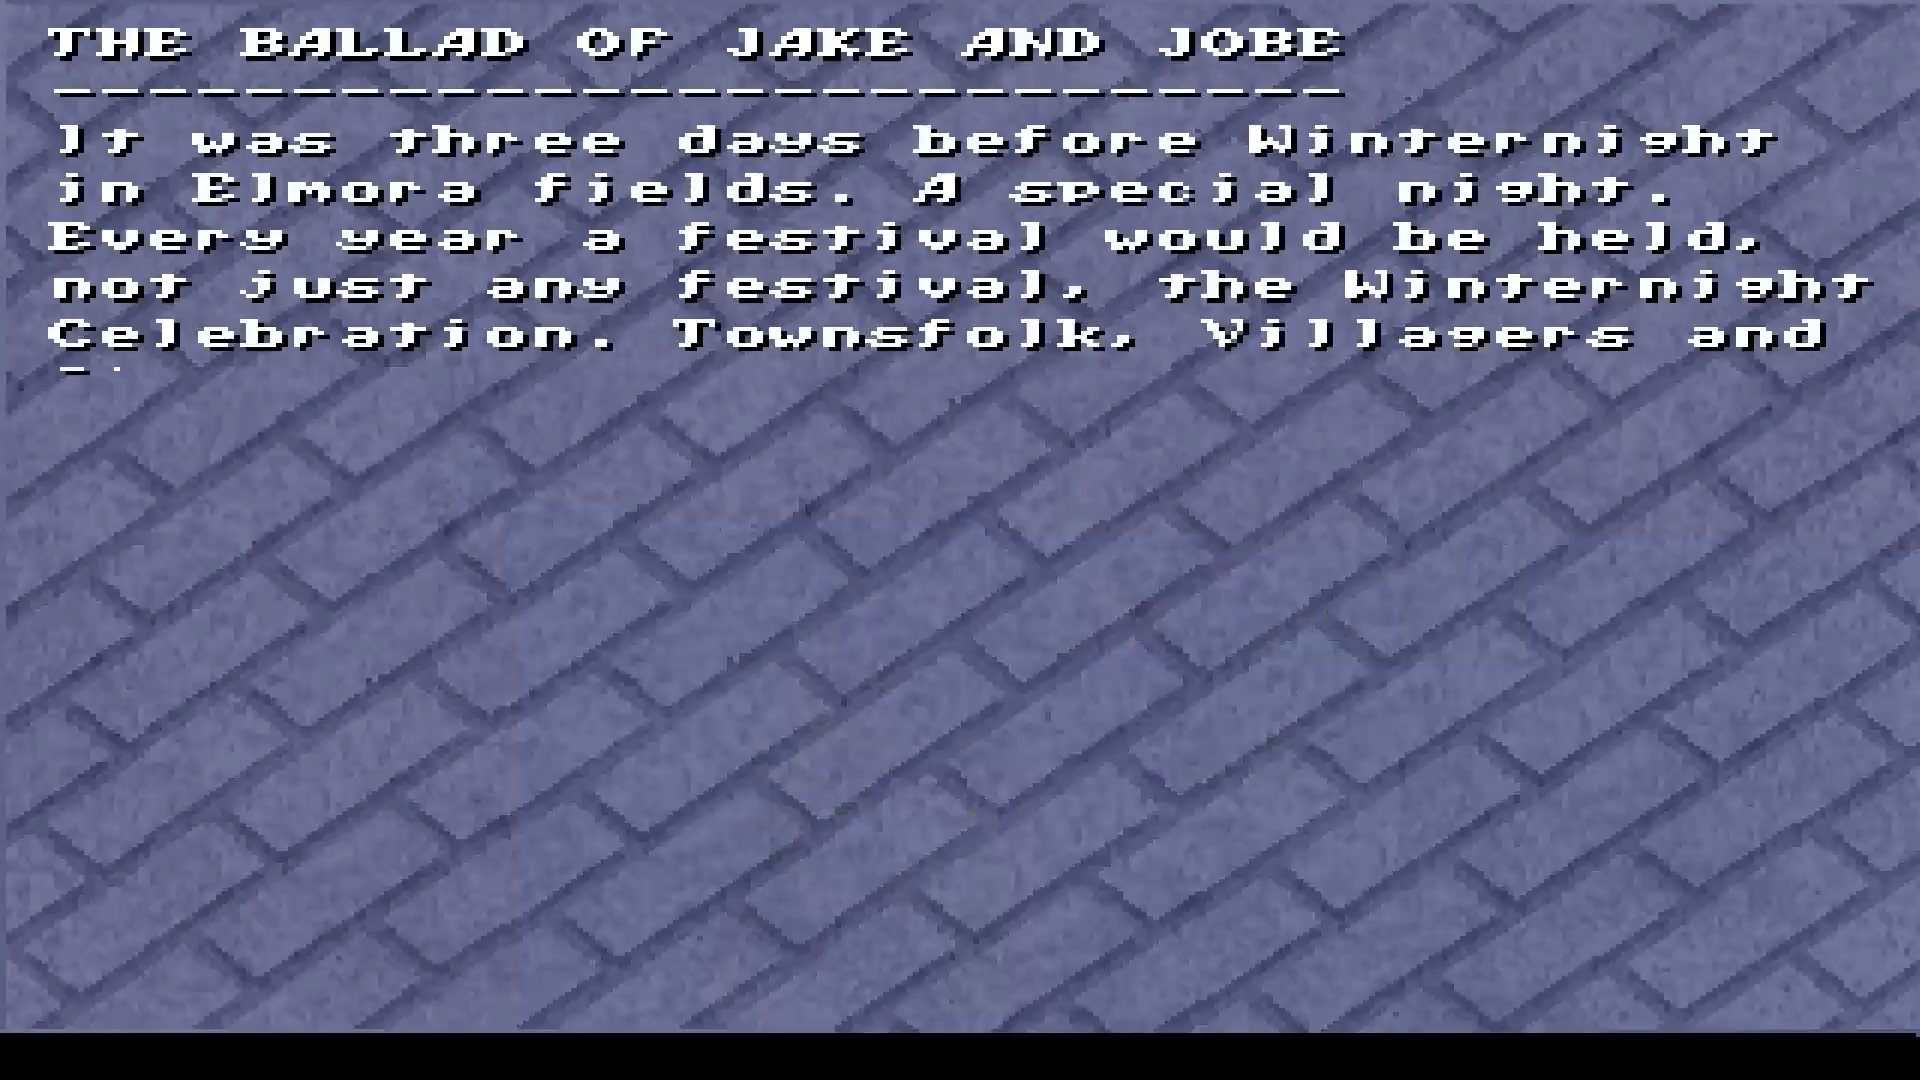 THE BALLAD OF JAKE AND JOBE
---------------------------
It was three days before Winternight
in Elmora fields. A special night.
Every year a festival would be held,
not just any festival, the Winternight
Celebration. Townsfolk, Villagers and